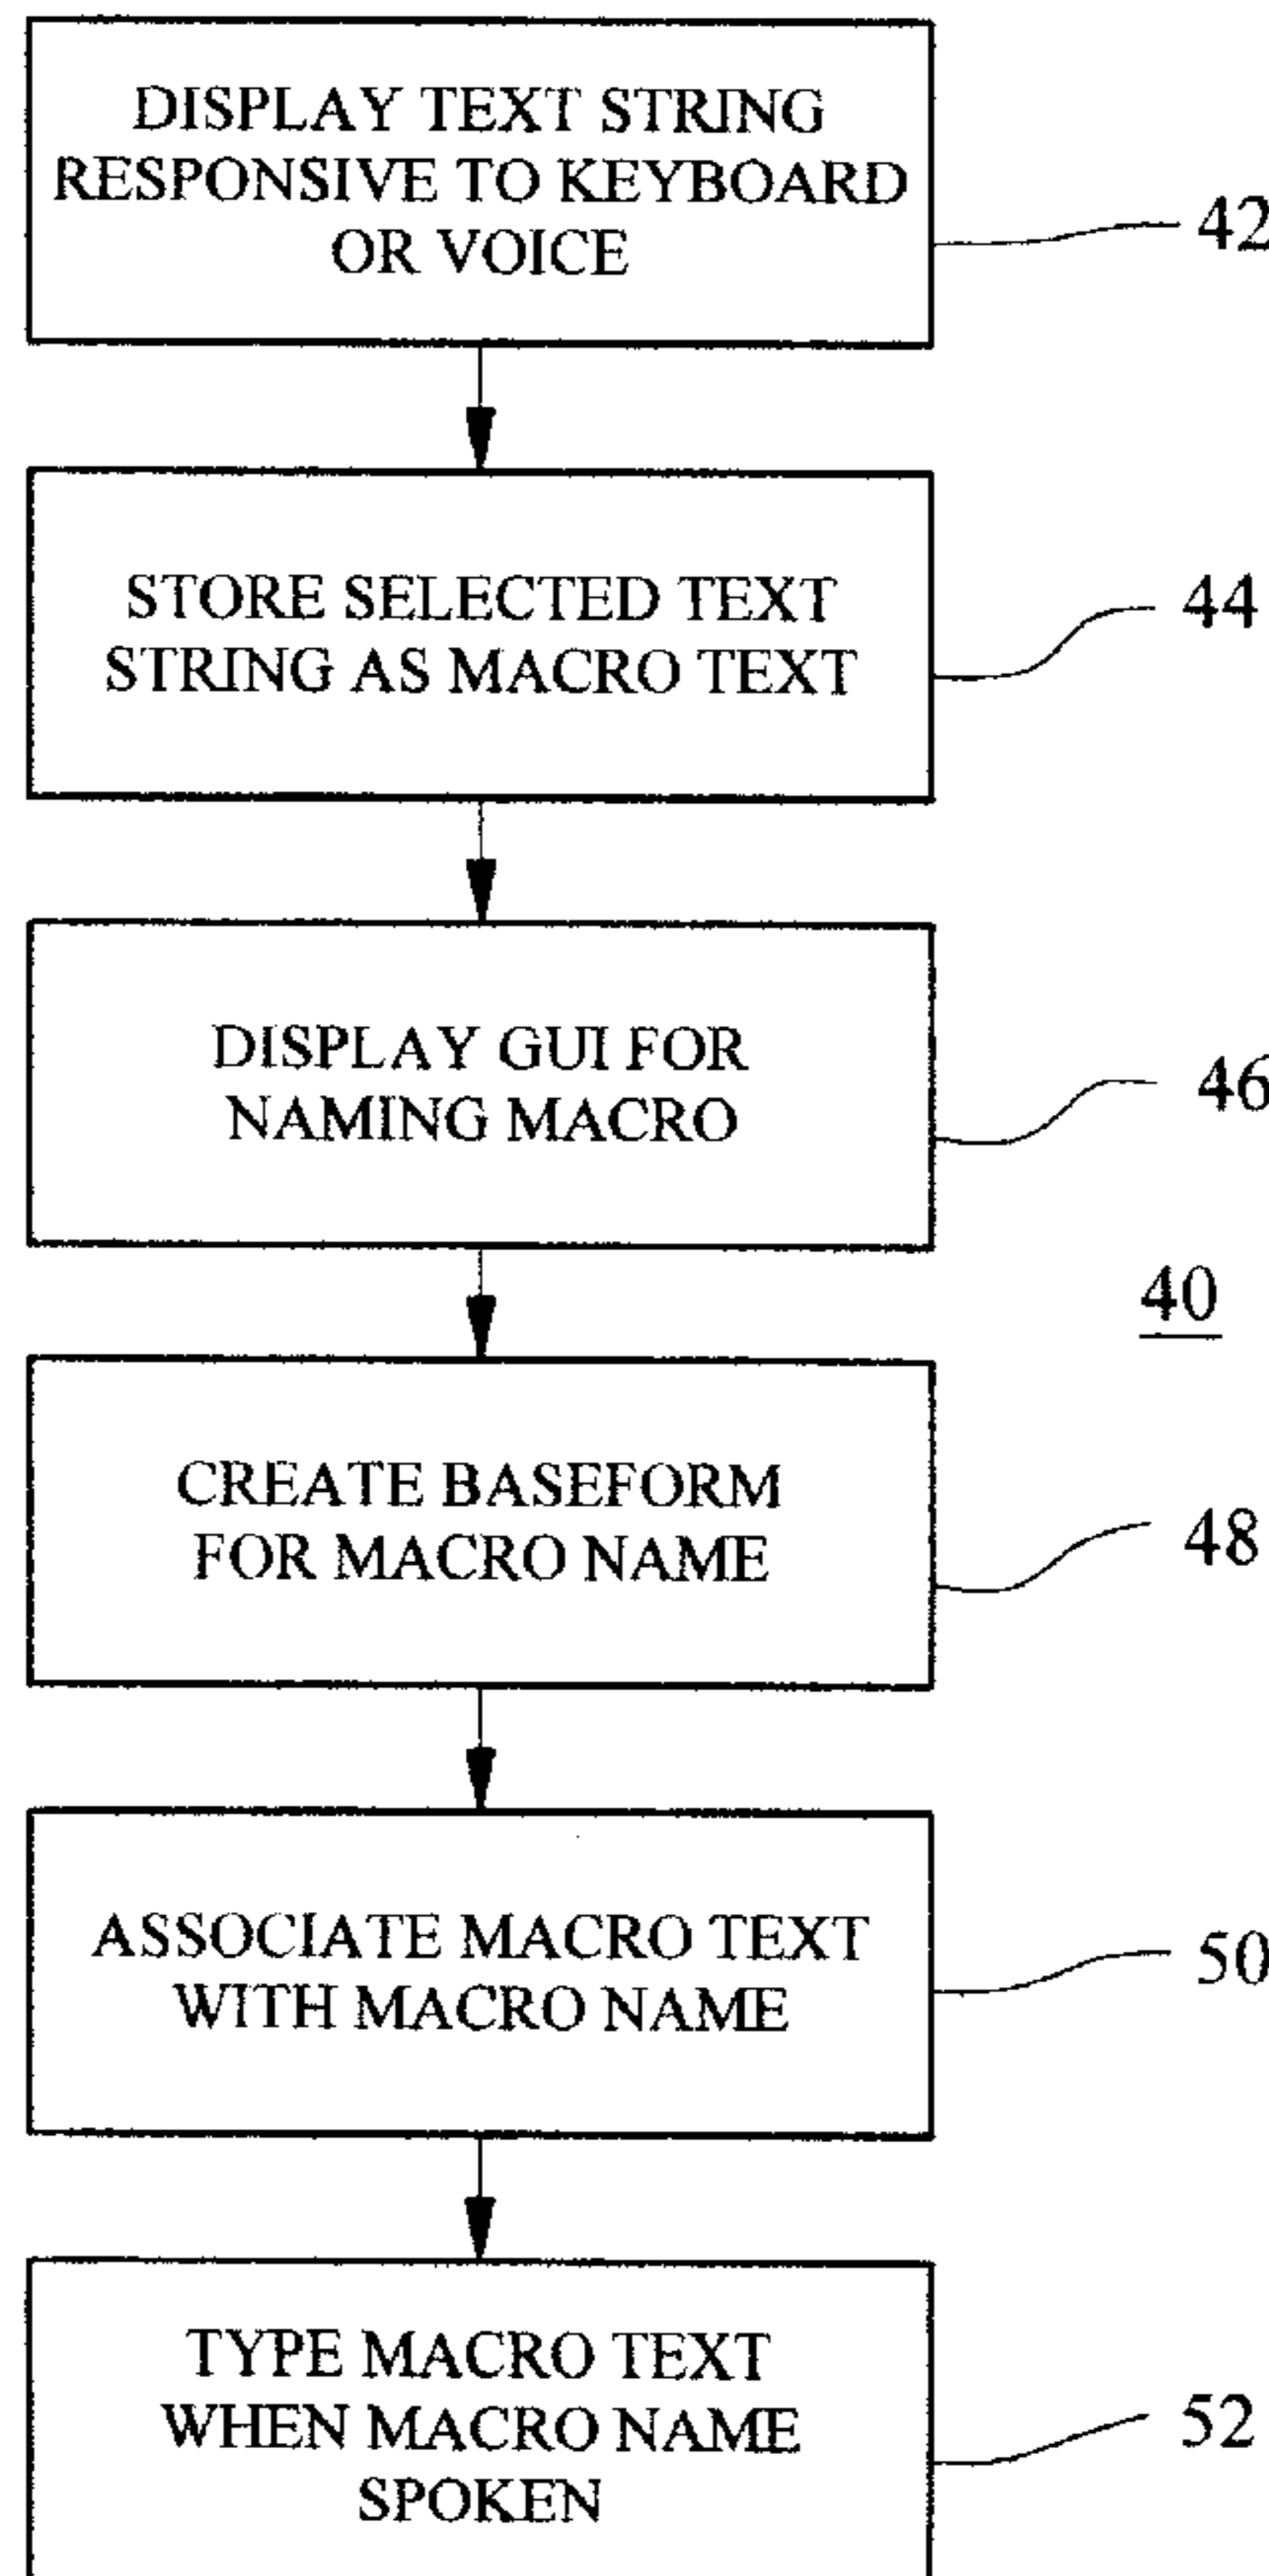 DISPLAY TEXT STRING
RESPONSIVE TO KEYBOARD
OR VOICE
42
STORE SELECTED TEXT
STRING AS MACRO TEXT
44
DISPLAY GUI FOR
NAMING MACRO
46
40
CREATE BASEFORM
FOR MACRO NAME
48
ASSOCIATE MACRO TEXT
WITH MACRO NAME
50
TYPE MACRO TEXT
WHEN MACRO NAME
SPOKEN
52